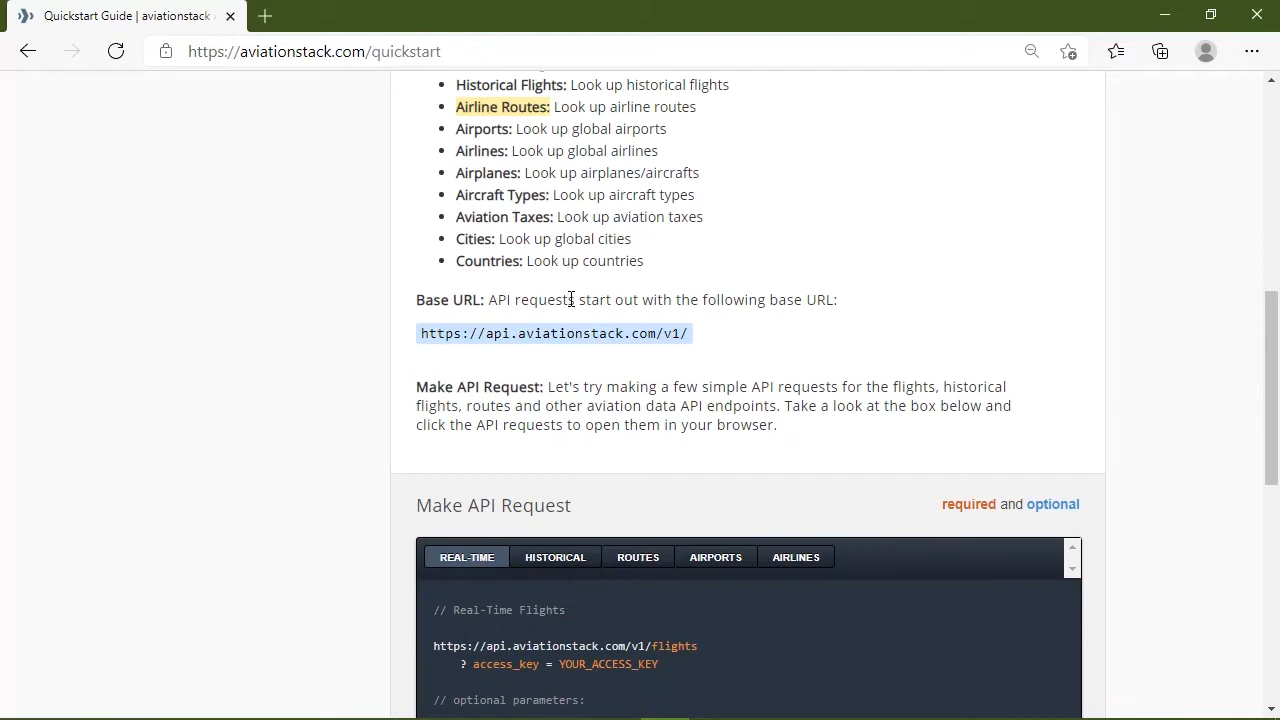 Quickstart Guide | aviationstack
https://aviationstack.com/quickstart
Historical Flights: Look up historical flights
Airline Routes: Look up airline routes
Airports: Look up global airports
Airlines: Look up global airlines
Airplanes: Look up airplanes/aircrafts
Aircraft Types: Look up aircraft types
Aviation Taxes: Look up aviation taxes
Cities: Look up global cities
Countries: Look up countries
Base URL: API requests start out with the following base URL:
https://api.aviationstack.com/v1/
Make API Request: Let's try making a few simple API requests for the flights, historical
flights, routes and other aviation data API endpoints. Take a look at the box below and
click the API requests to open them in your browser.
Make API Request required and optional
REAL-TIME HISTORICAL ROUTES AIRPORTS AIRLINES
// Real-Time Flights
https://api.aviationstack.com/v1/flights
? access_key = YOUR_ACCESS_KEY
// optional parameters: